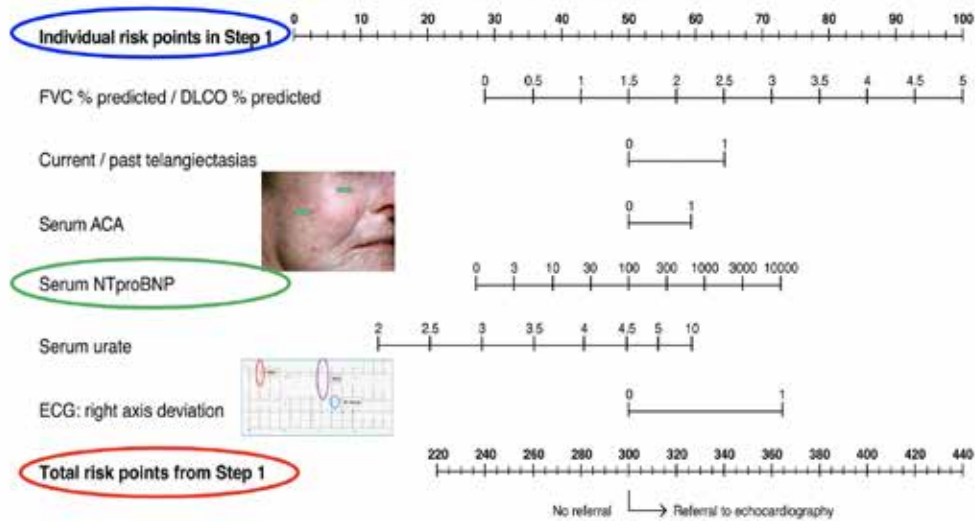 0 10 20 30 40 50 60 70 80 90 100
Individual risk points in Step 1
0 0.5 1 1.5 2 2.5 3 3.5 4 4.5 5
FVC % predicted / DLCO % predicted
0 1
Current / past telangiectasias
0 1
Serum ACA
0 3 10 30 100 300 1000 3000 10000
Serum NTproBNP
2 2.5 3 3.5 4 4.5 5 10
Serum urate
0 1
ECG: right axis deviation
220 240 260 280 300 320 340 360 380 400 420 440
Total risk points from Step 1
No referral Referral to echocardiography